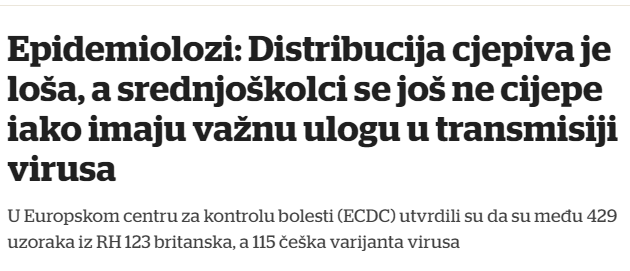 Epidemiolozi: Distribucija cjepiva je
loša, a srednjoškolci se još ne cijepe
iako imaju važnu ulogu u transmisiji
virusa
U Europskom centru za kontrolu bolesti (ECDC) utvrdili su da su među 429
uzoraka iz RH 123 britanska, a 115 češka varijanta virusa